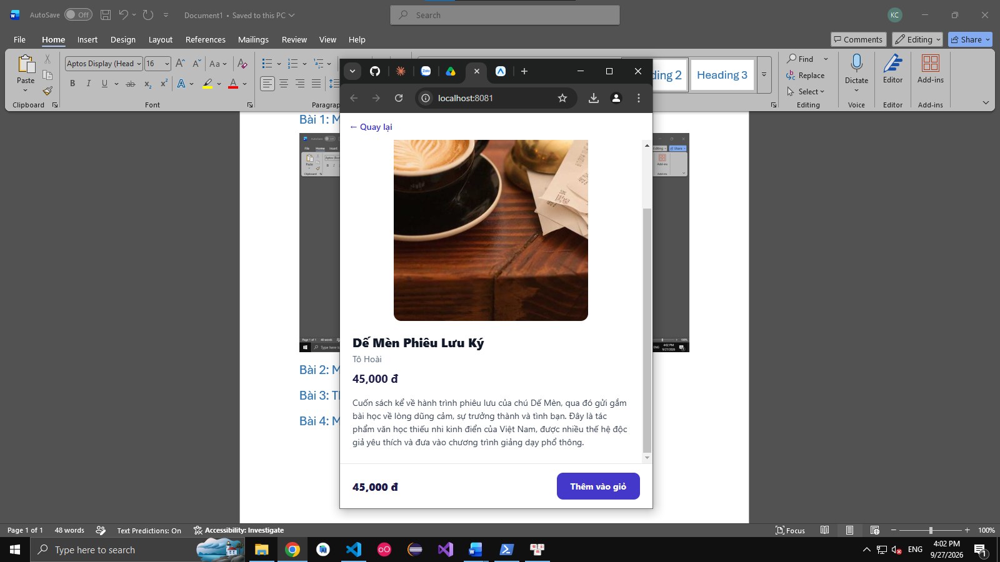 AutoSave Off Document1 • Saved to this PC Search KC
File Home Insert Design Layout References Mailings Review View Help Comments Editing Share
Paste
Clipboard
Aptos Display (Head 16
Font
Paragrap
Heading 3
Find
Replace
Select
Editing
Dictate
Voice
Editor
Editor
Add-ins
Add-ins
localhost:8081
← Quay lại
Dế Mèn Phiêu Lưu Ký
Tô Hoài
45,000 đ
Cuốn sách kể về hành trình phiêu lưu của chú Dế Mèn, qua đó gửi gắm
bài học về lòng dũng cảm, sự trưởng thành và tình bạn. Đây là tác
phẩm văn học thiếu nhi kinh điển của Việt Nam, được nhiều thế hệ độc
giả yêu thích và đưa vào chương trình giảng dạy phổ thông.
45,000 đ Thêm vào giỏ
Bài 1: M
Bài 2: M
Bài 3: Th
Bài 4: M
Page 1 of 1 48 words Text Predictions: On Accessibility: Investigate Focus 100%
Type here to search ENG 4:02 PM
9/27/2026
1